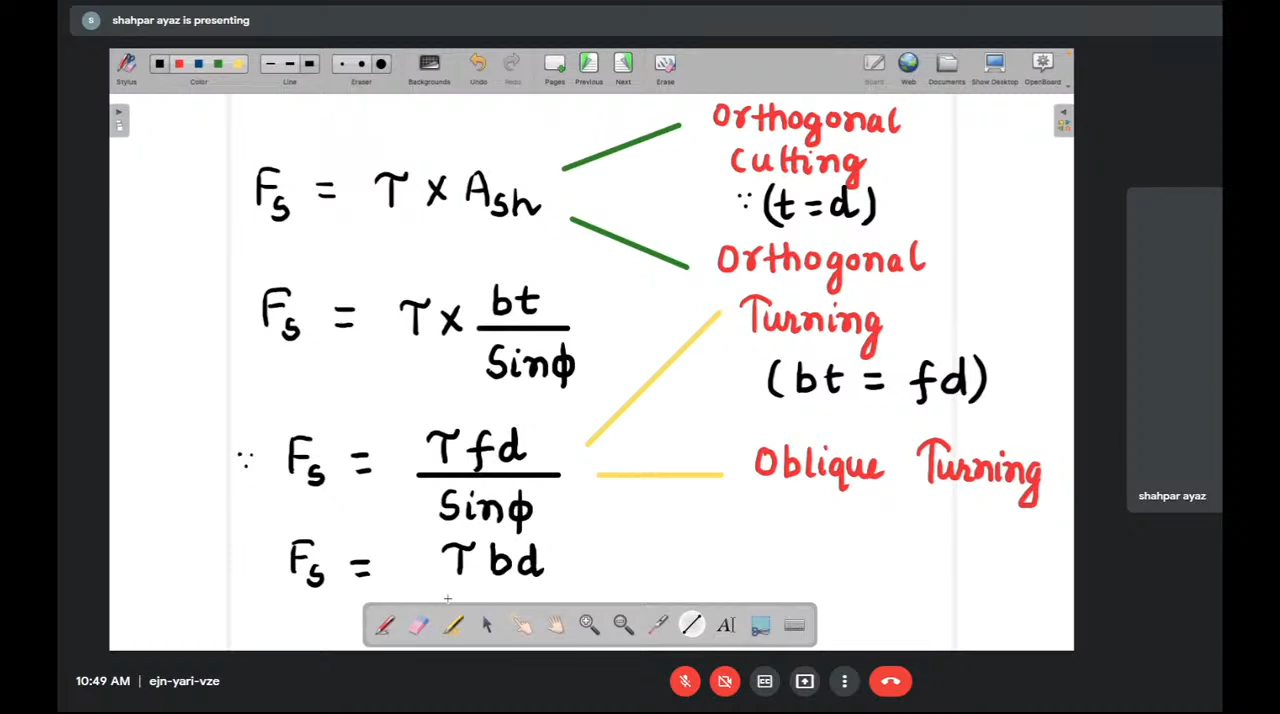 shahpar ayaz is presenting
S
Stylus Color Line Eraser Backgrounds Undo Redo Pages Previous Next Erase Board Web Documents Show Desktop OpenBoard
Orthogonal
Cutting
∵ (t = d)
Fs = τ × Ash
Orthogonal
Turning
(bt = fd)
Fs = τ × bt / Sinϕ
∵ Fs = τfd / Sinϕ
Oblique Turning
Fs = τ bd
shahpar ayaz
10:49 AM | ejn-yari-vze